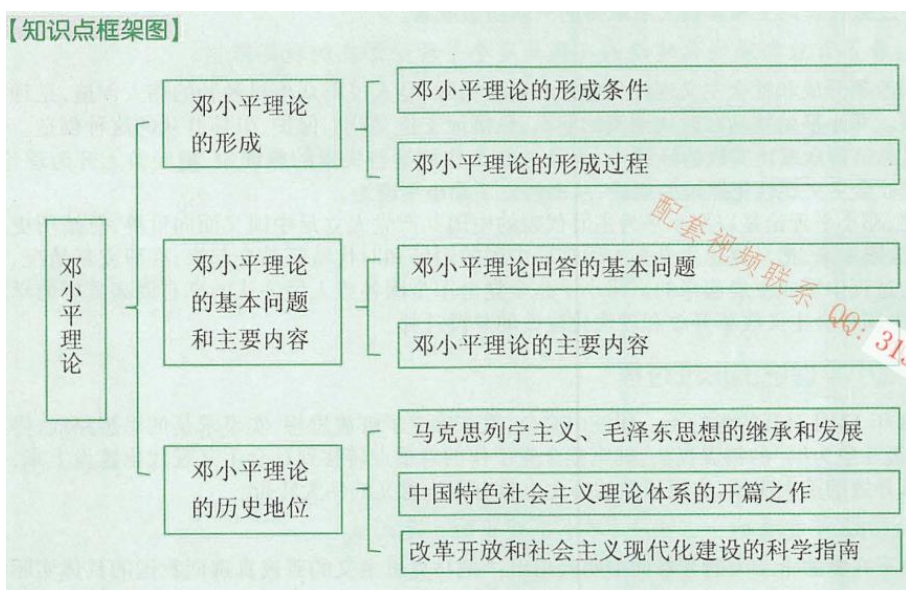 【知识点框架图】
邓小平理论
邓小平理论
的形成
邓小平理论的形成条件
邓小平理论的形成过程
邓小平理论
的基本问题
和主要内容
邓小平理论回答的基本问题
邓小平理论的主要内容
邓小平理论
的历史地位
马克思列宁主义、毛泽东思想的继承和发展
中国特色社会主义理论体系的开篇之作
改革开放和社会主义现代化建设的科学指南
配套视频联系 QQ: 313